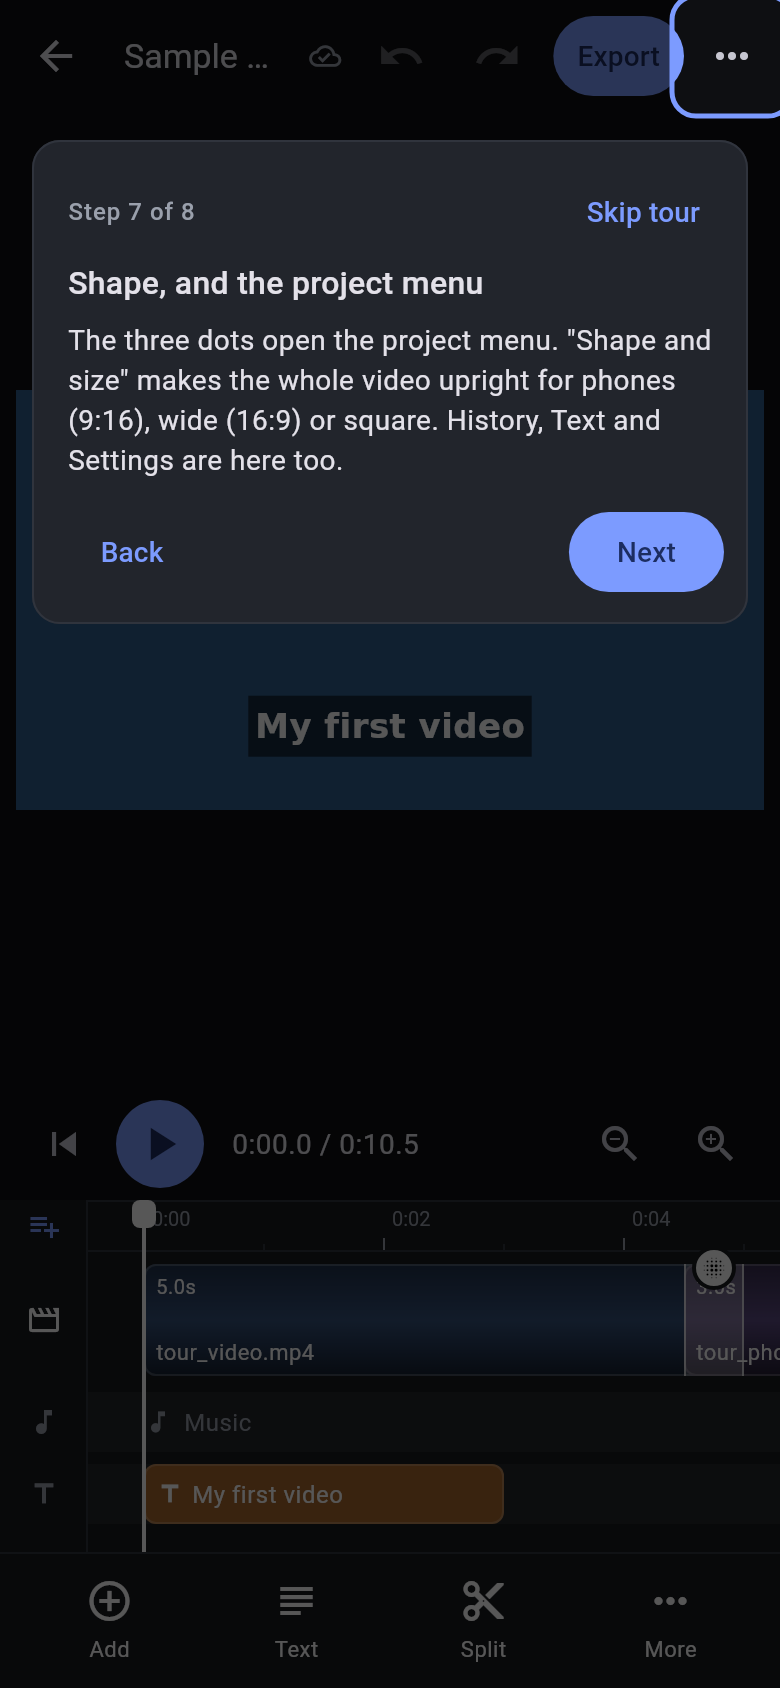 Sample ...
Export
Step 7 of 8
Skip tour
Shape, and the project menu
The three dots open the project menu. "Shape and
size" makes the whole video upright for phones
(9:16), wide (16:9) or square. History, Text and
Settings are here too.
Back
Next
My first video
0:00.0 / 0:10.5
0:00
0:02
0:04
5.0s
tour_video.mp4
Music
My first video
Add
Text
Split
More